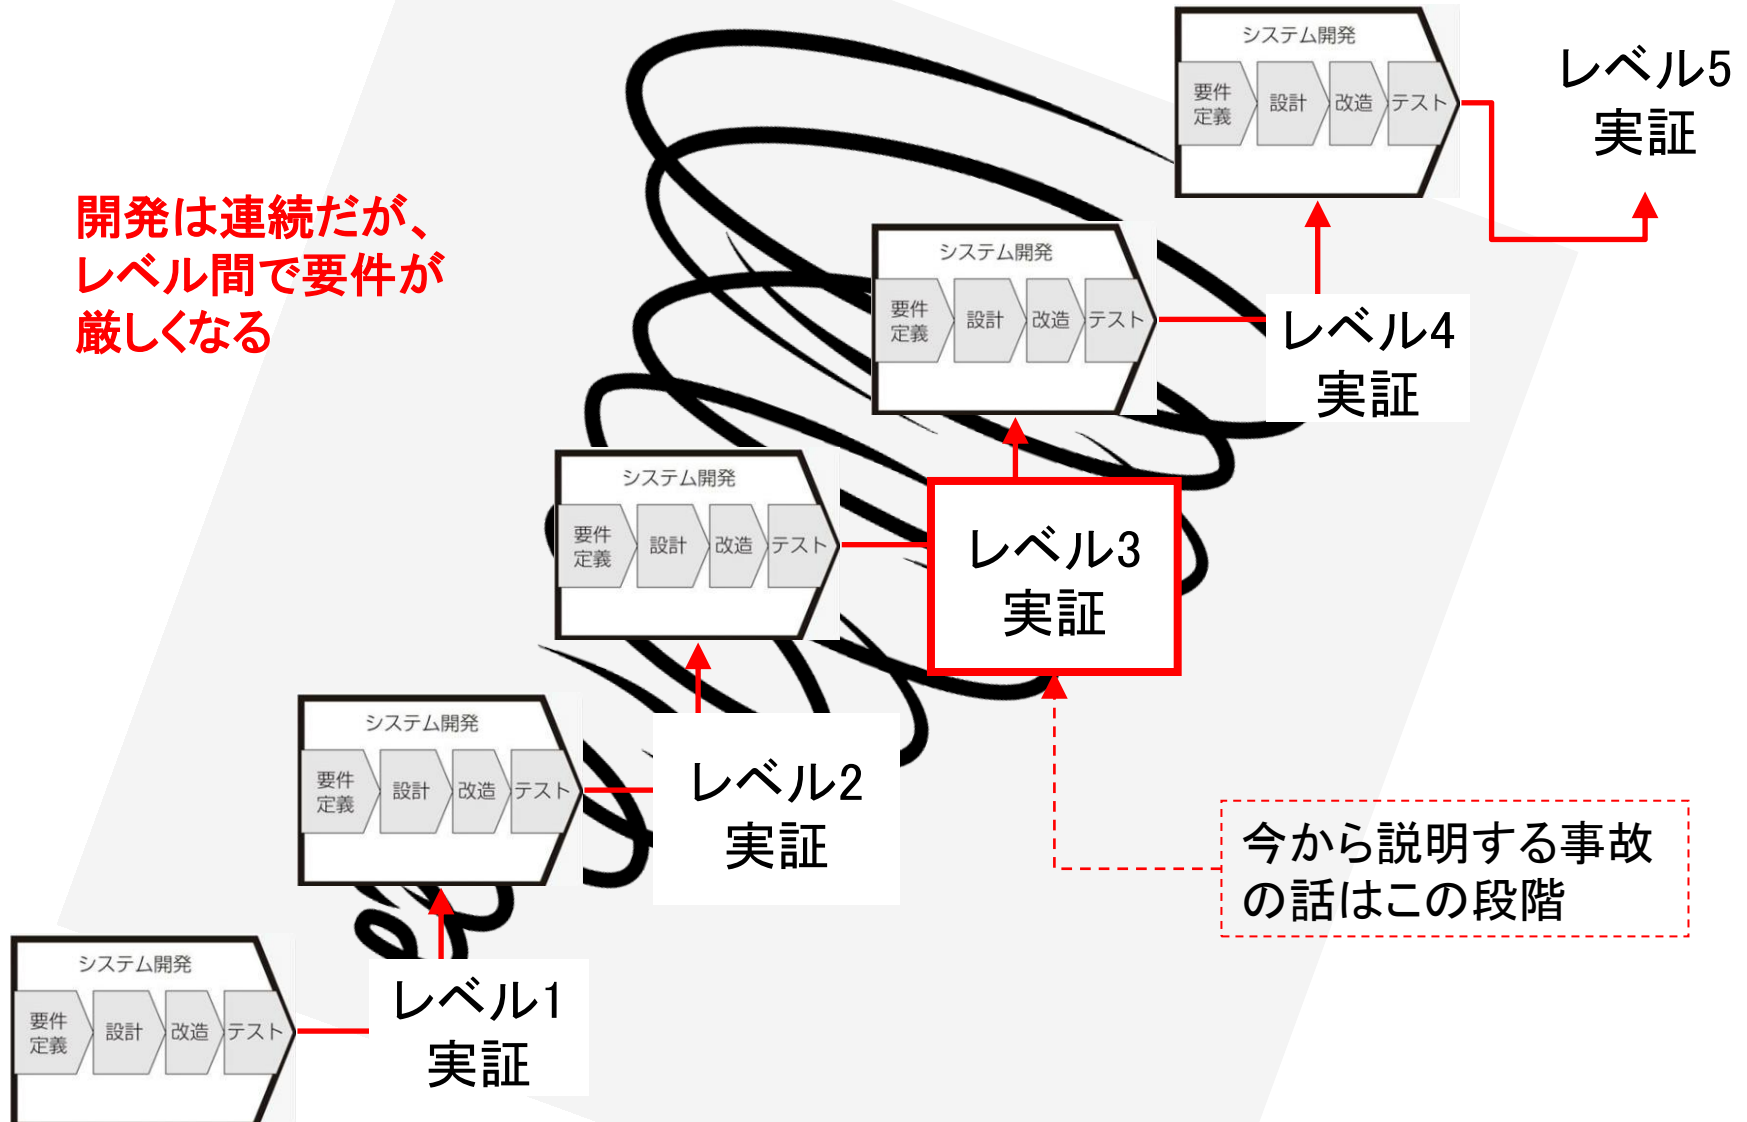 システム開発
要件
定義
設計
改造
テスト
レベル5
実証
開発は連続だが、
レベル間で要件が
厳しくなる
システム開発
要件
定義
設計
改造
テスト
レベル4
実証
システム開発
要件
定義
設計
改造
テスト
レベル3
実証
システム開発
要件
定義
設計
改造
テスト
レベル2
実証
今から説明する事故
の話はこの段階
システム開発
要件
定義
設計
改造
テスト
レベル1
実証